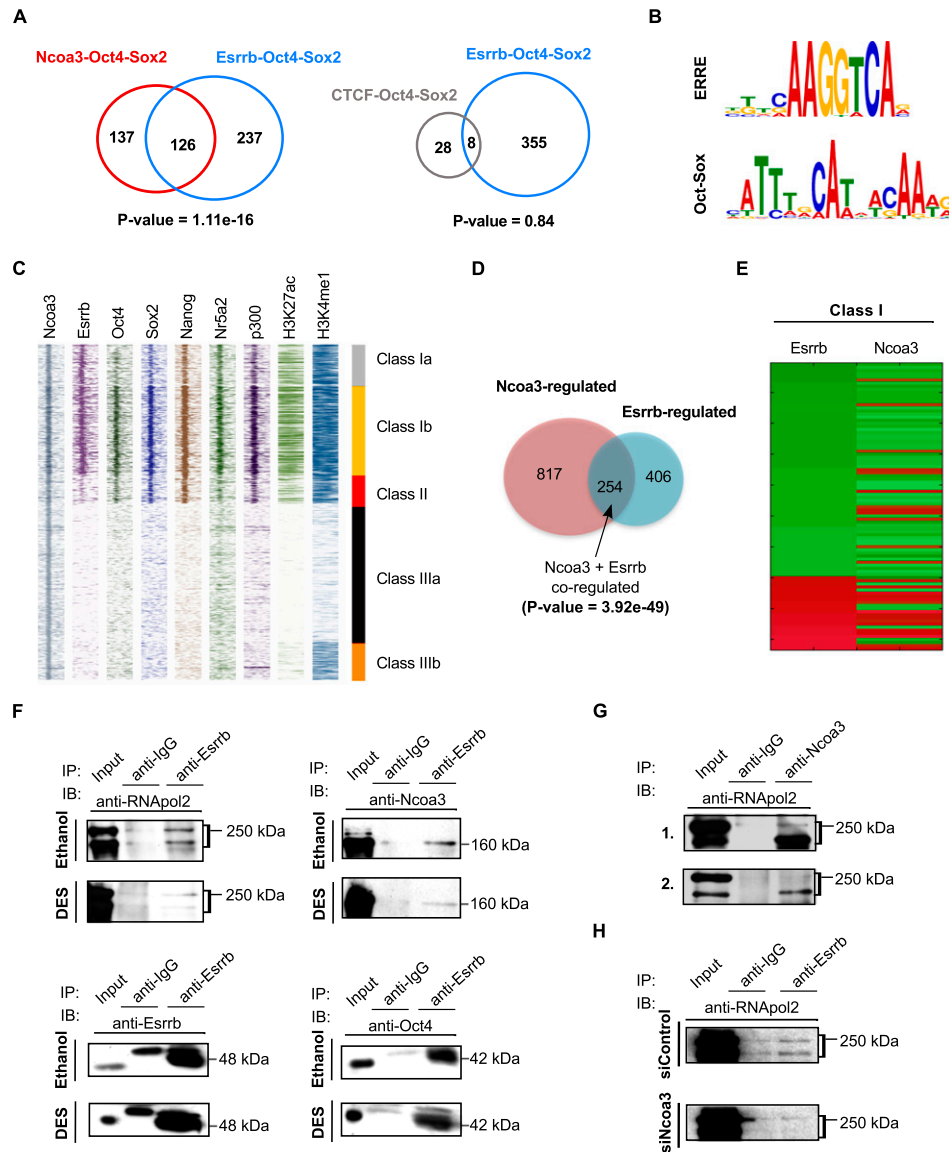 A
Ncoa3-Oct4-Sox2
Esrrb-Oct4-Sox2
137
126
237
P-value = 1.11e-16
Esrrb-Oct4-Sox2
CTCF-Oct4-Sox2
28
8
355
P-value = 0.84
B
ERRE
AAGGTCA
Oct-Sox
ATTT CAT ACAA
C
Ncoa3
Esrrb
Oct4
Sox2
Nanog
Nr5a2
p300
H3K27ac
H3K4me1
Class Ia
Class Ib
Class II
Class IIIa
Class IIIb
D
Ncoa3-regulated
Esrrb-regulated
817
254
406
Ncoa3 + Esrrb
co-regulated
(P-value = 3.92e-49)
E
Class I
Esrrb
Ncoa3
F
IP:
Input
anti-IgG
anti-Esrrb
IB:
anti-RNApol2
Ethanol
250 kDa
DES
250 kDa
IP:
Input
anti-IgG
anti-Esrrb
IB:
anti-Ncoa3
Ethanol
160 kDa
DES
160 kDa
IP:
Input
anti-IgG
anti-Esrrb
IB:
anti-Esrrb
Ethanol
48 kDa
DES
48 kDa
IP:
Input
anti-IgG
anti-Esrrb
IB:
anti-Oct4
Ethanol
42 kDa
DES
42 kDa
G
IP:
Input
anti-IgG
anti-Ncoa3
IB:
anti-RNApol2
1.
250 kDa
2.
250 kDa
H
IP:
Input
anti-IgG
anti-Esrrb
IB:
anti-RNApol2
siControl
250 kDa
siNcoa3
250 kDa